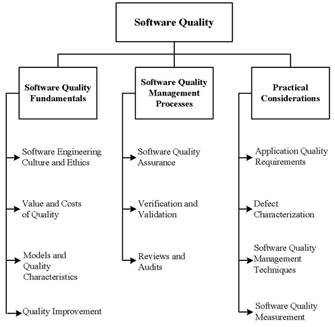 Software Quality
Software Quality
Fundamentals
Software Quality
Management
Processes
Practical
Considerations
Software Engineering
Culture and Ethics
Value and Costs
of Quality
Models and
Quality
Characteristics
Quality Improvement
Software Quality
Assurance
Verification and
Validation
Reviews and
Audits
Application Quality
Requirements
Defect
Characterization
Software Quality
Management
Techniques
Software Quality
Measurement